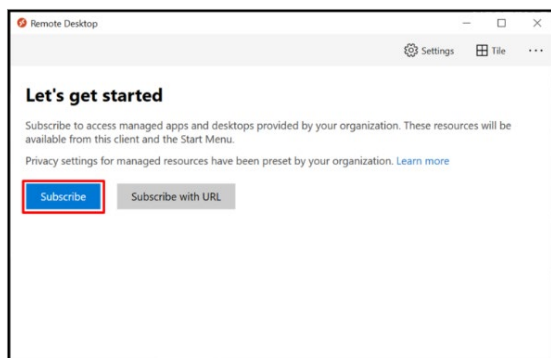 Remote Desktop
Settings
Tile
Let's get started
Subscribe to access managed apps and desktops provided by your organization. These resources will be
available from this client and the Start Menu.
Privacy settings for managed resources have been preset by your organization. Learn more
Subscribe
Subscribe with URL